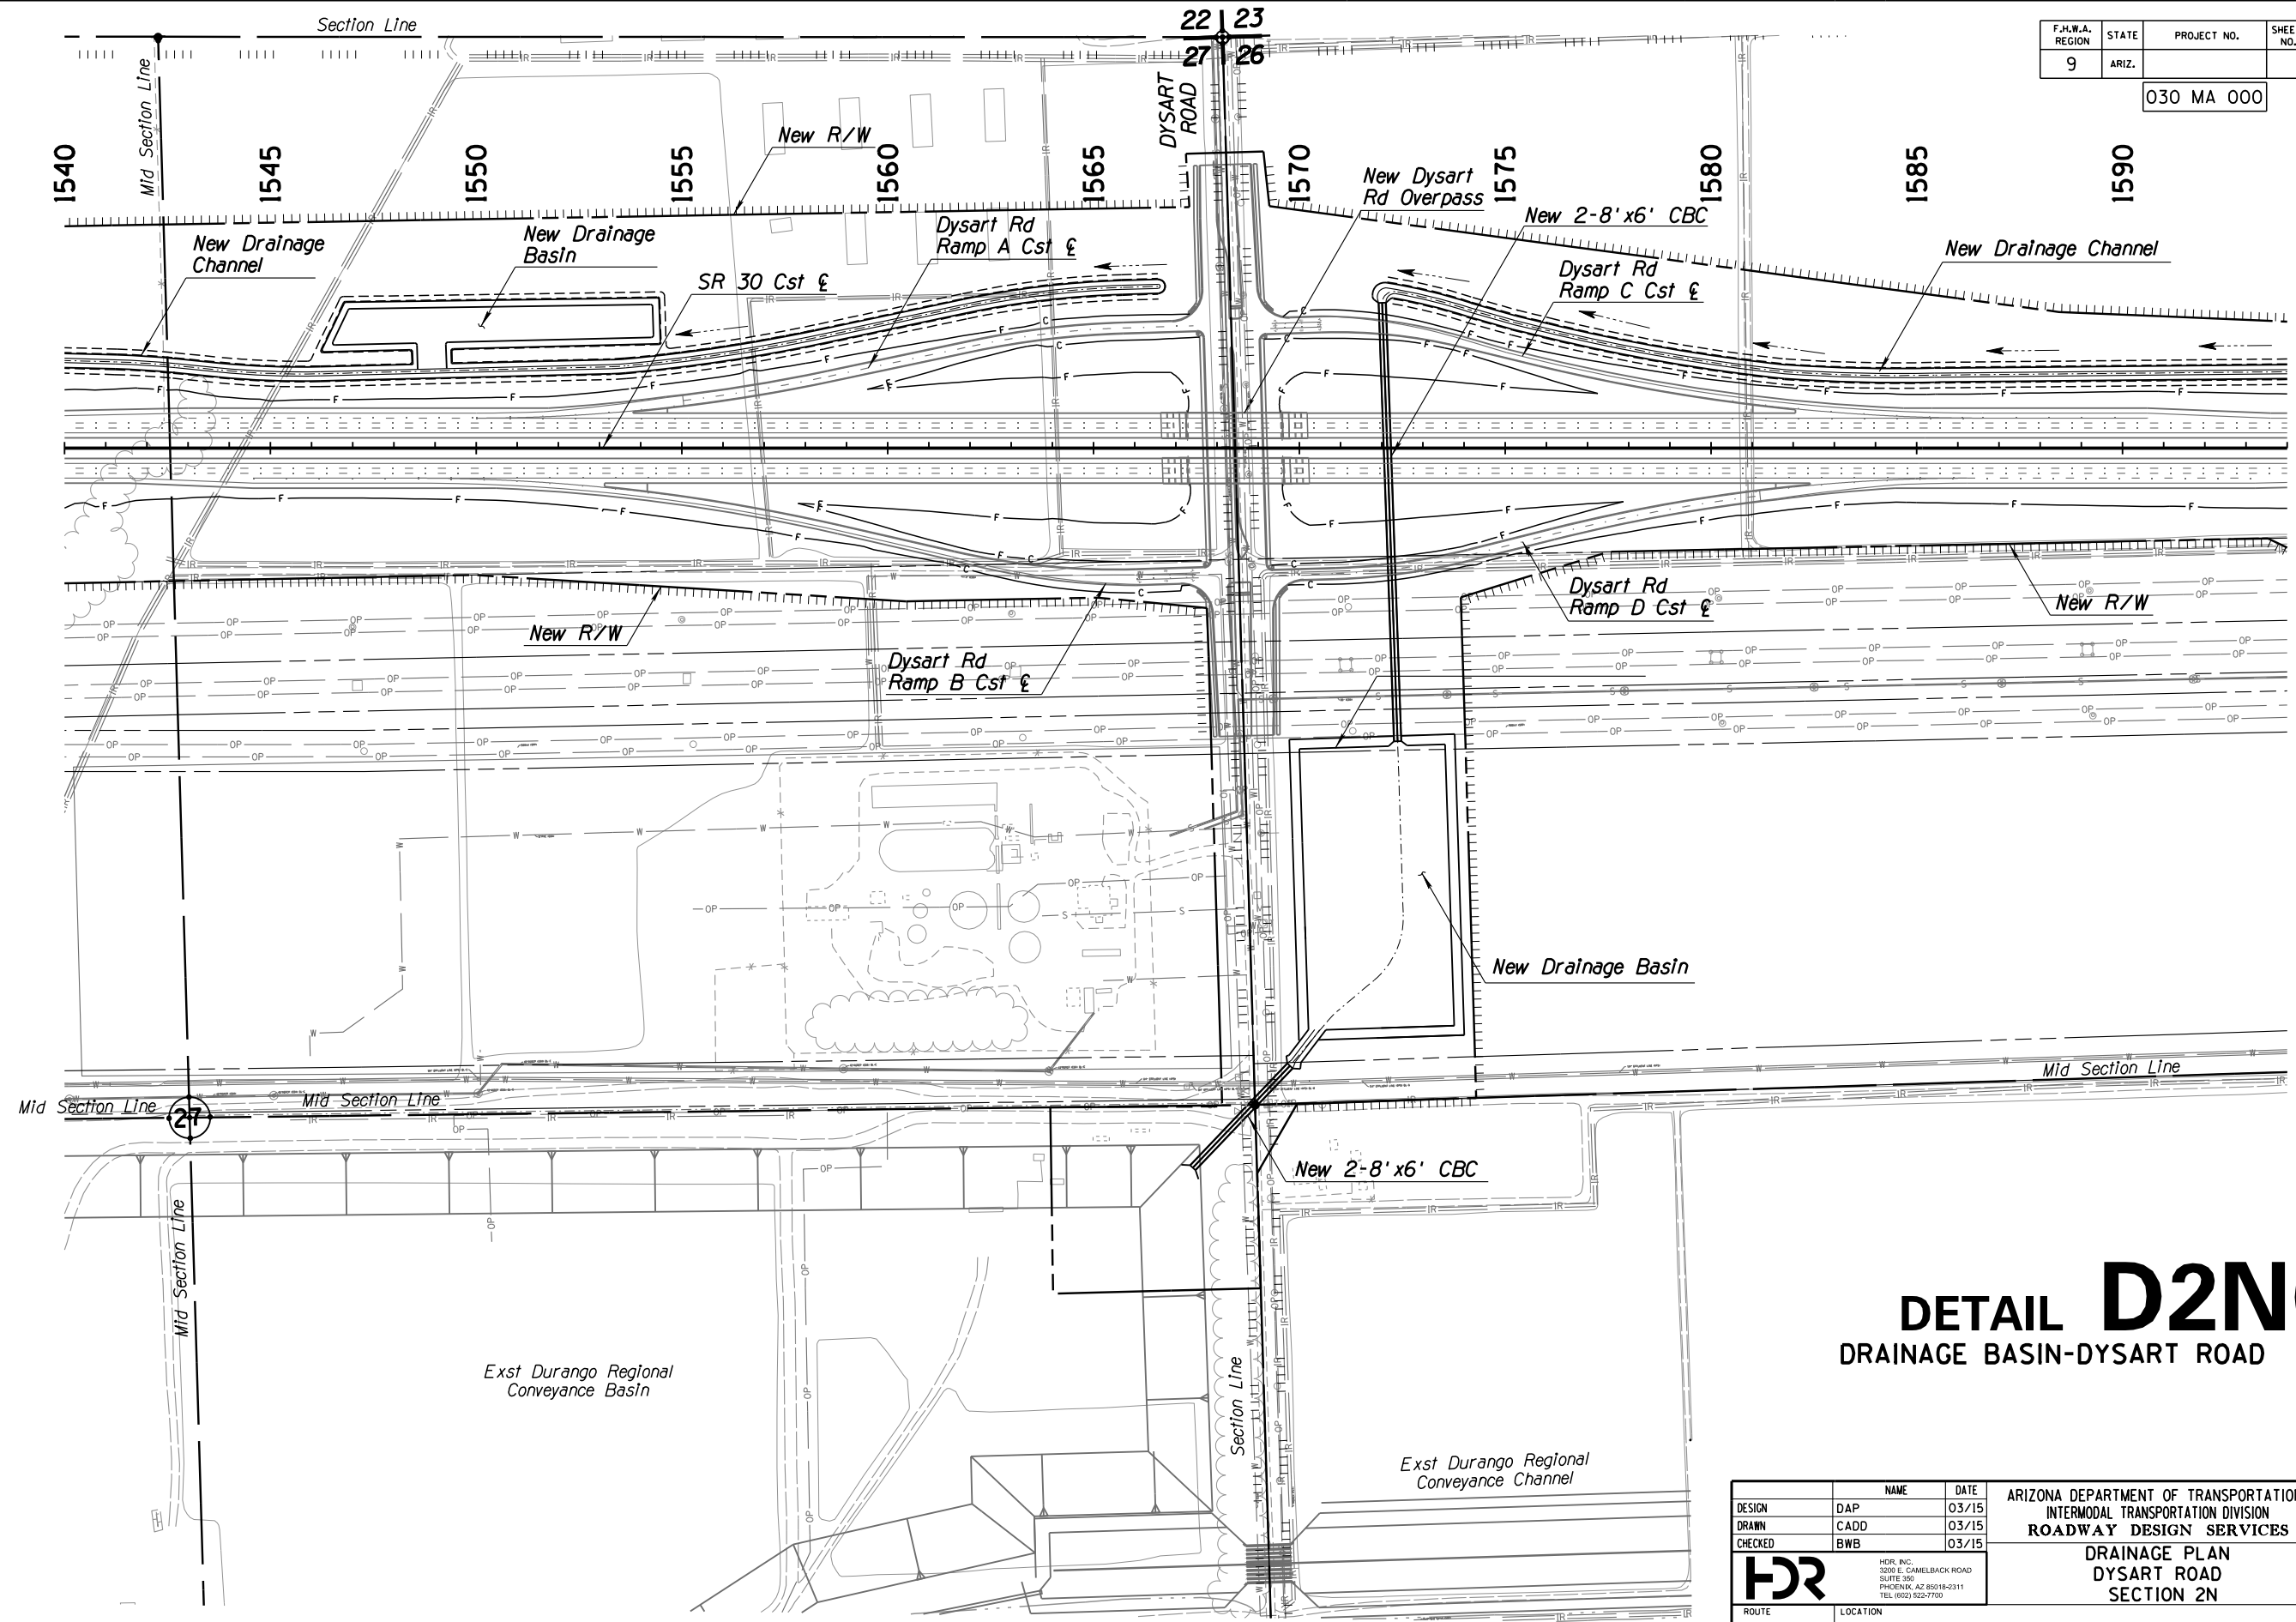 Section Line
22 23
27 26
F.H.W.A. REGION
STATE
PROJECT NO.
9
ARIZ.
030 MA 000
Mid Section Line
DYSART
ROAD
New R/W
1540
1545
1550
1555
1560
1565
1570
1575
1580
1585
1590
New Drainage
Channel
New Drainage
Basin
SR 30 Cst ℄
Dysart Rd
Ramp A Cst ℄
New Dysart
Rd Overpass
New 2-8'x6' CBC
Dysart Rd
Ramp C Cst ℄
New Drainage Channel
New R/W
Dysart Rd
Ramp B Cst ℄
Dysart Rd
Ramp D Cst ℄
New R/W
New Drainage Basin
Mid Section Line
Mid Section Line
Mid Section Line
27
New 2-8'x6' CBC
Mid Section Line
Section Line
Exst Durango Regional
Conveyance Basin
Exst Durango Regional
Conveyance Channel
DETAIL D2N
DRAINAGE BASIN-DYSART ROAD
NAME DATE
DESIGN DAP 03/15
DRAWN CADD 03/15
CHECKED BWB 03/15
HDR
HDR, INC.
3200 E. CAMELBACK ROAD
SUITE 350
PHOENIX, AZ 85018-2311
TEL (602) 522-7700
ARIZONA DEPARTMENT OF TRANSPORTATION
INTERMODAL TRANSPORTATION DIVISION
ROADWAY DESIGN SERVICES
DRAINAGE PLAN
DYSART ROAD
SECTION 2N
ROUTE
LOCATION